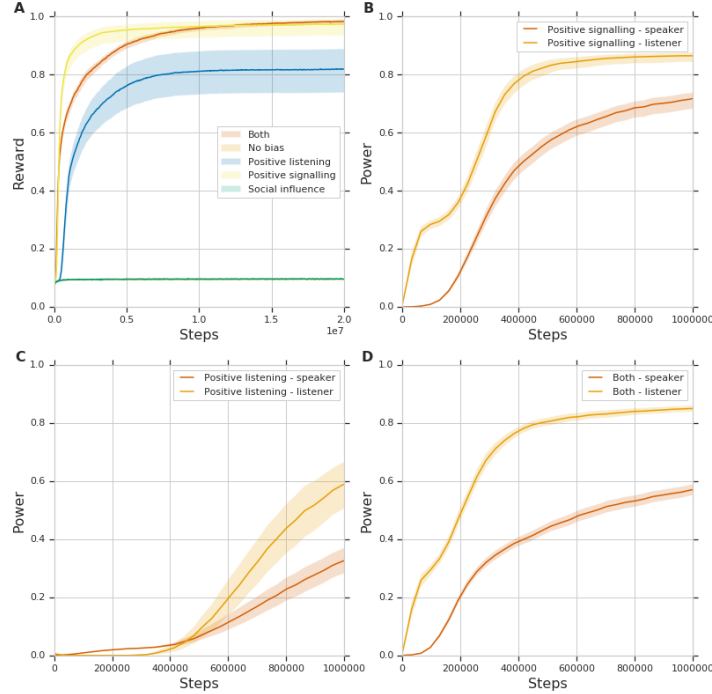 A
1.0
0.8
0.6
0.4
0.2
0.0
Reward
Both
No bias
Positive listening
Positive signalling
Social influence
0.0
0.5
1.0
1.5
2.0
1e7
Steps
B
1.0
0.8
0.6
0.4
0.2
0.0
Power
Positive signalling - speaker
Positive signalling - listener
0
200000
400000
600000
800000
1000000
Steps
C
1.0
0.8
0.6
0.4
0.2
0.0
Power
Positive listening - speaker
Positive listening - listener
0
200000
400000
600000
800000
1000000
Steps
D
1.0
0.8
0.6
0.4
0.2
0.0
Power
Both - speaker
Both - listener
0
200000
400000
600000
800000
1000000
Steps